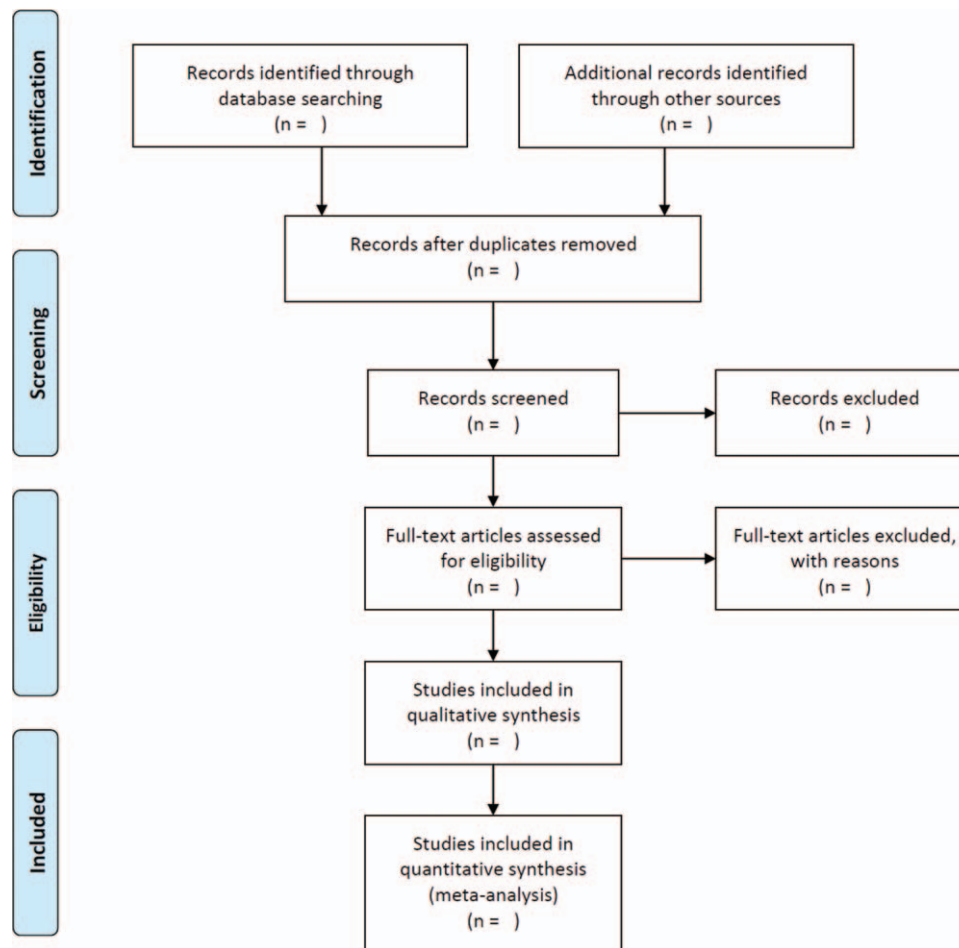 Identification
Records identified through
database searching
(n =   )
Additional records identified
through other sources
(n =   )
Records after duplicates removed
(n =   )
Screening
Records screened
(n =   )
Records excluded
(n =   )
Eligibility
Full-text articles assessed
for eligibility
(n =   )
Full-text articles excluded,
with reasons
(n =   )
Studies included in
qualitative synthesis
(n =   )
Included
Studies included in
quantitative synthesis
(meta-analysis)
(n =   )